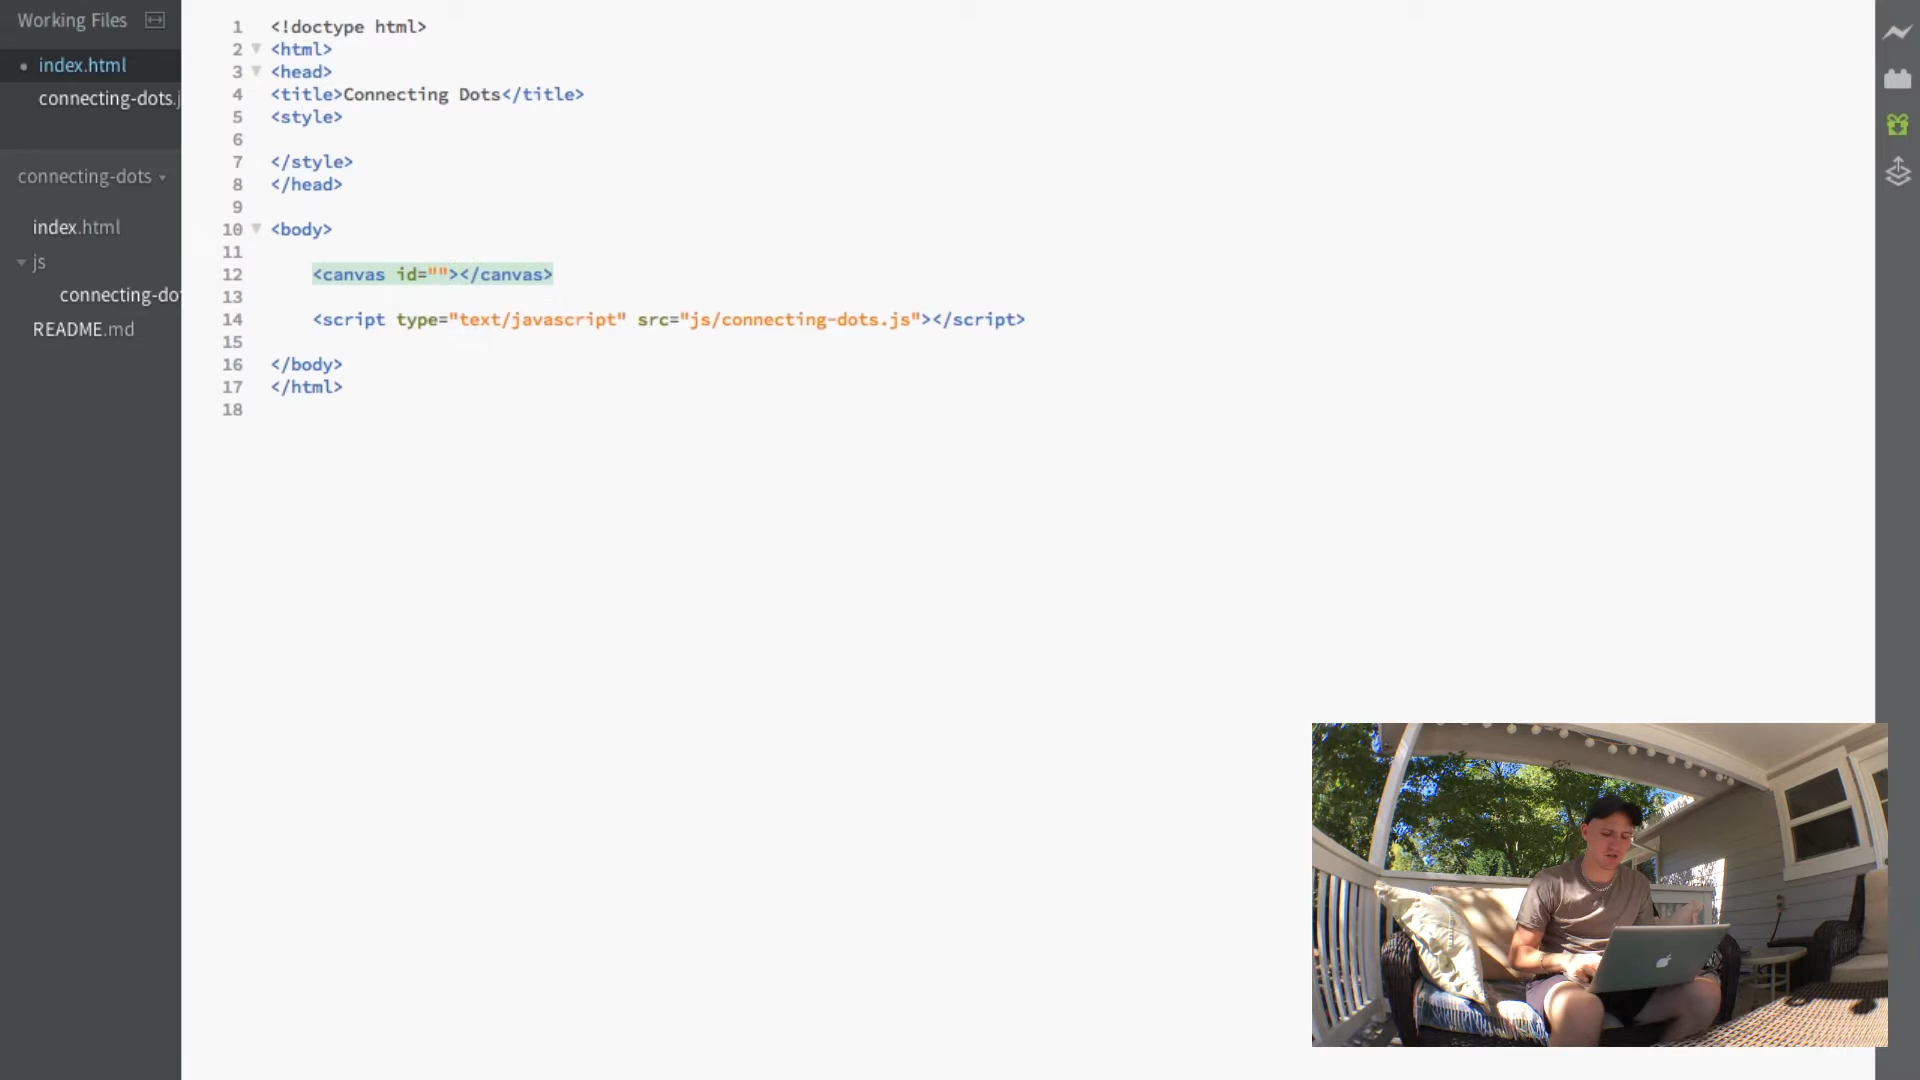 Working Files
index.html
connecting-dots.j
connecting-dots
index.html
js
connecting-do
README.md
1 <!doctype html>
2 <html>
3 <head>
4 <title>Connecting Dots</title>
5 <style>
6
7 </style>
8 </head>
9
10 <body>
11
12 <canvas id=""></canvas>
13
14 <script type="text/javascript" src="js/connecting-dots.js"></script>
15
16 </body>
17 </html>
18